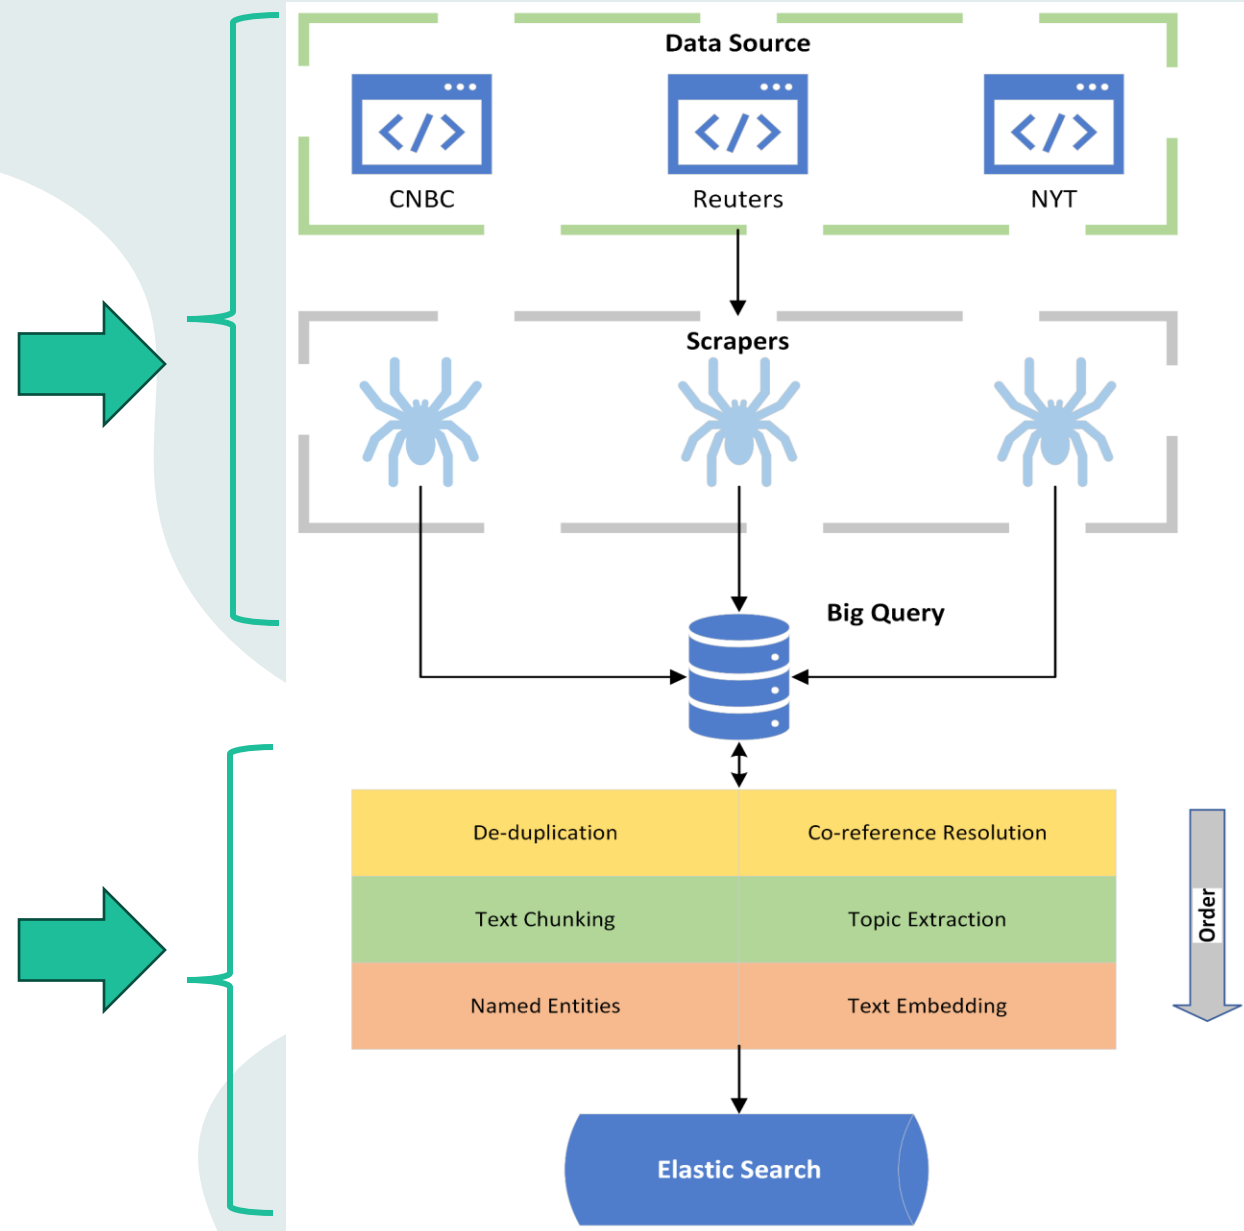 Data Source
CNBC
Reuters
NYT
Scrapers
Big Query
De-duplication
Co-reference Resolution
Text Chunking
Topic Extraction
Named Entities
Text Embedding
Order
Elastic Search